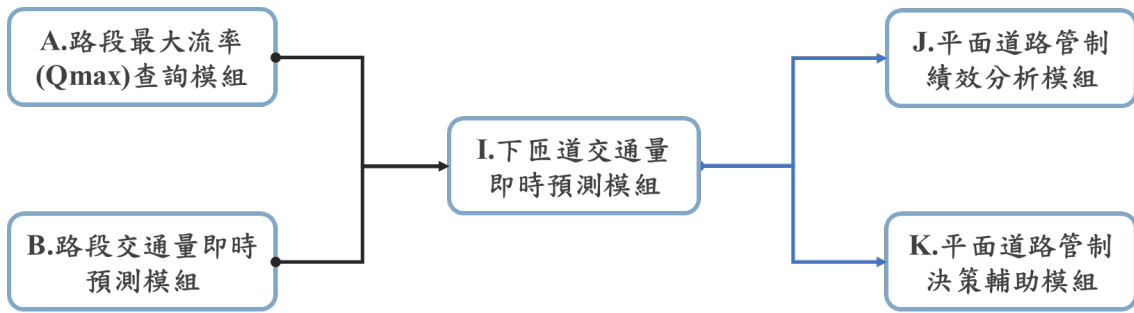 A.路段最大流率
(Qmax)查詢模組
B.路段交通量即時
預測模組
I.下匝道交通量
即時預測模組
J.平面道路管制
績效分析模組
K.平面道路管制
決策輔助模組